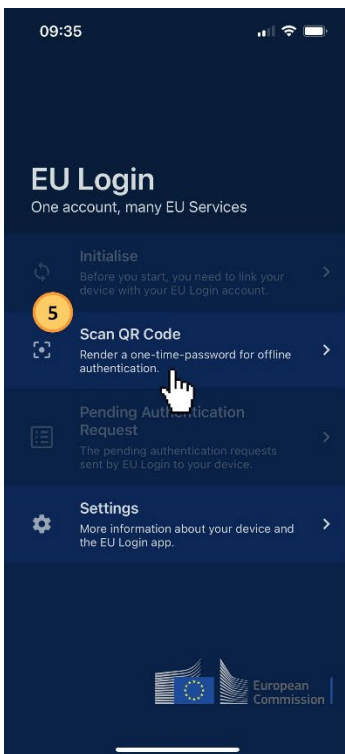 09:35
EU Login
One account, many EU Services
Initialise
Before you start, you need to link your
device with your EU Login account.
5
Scan QR Code
Render a one-time-password for offline
authentication.
Pending Authentication
Request
The pending authentication requests
sent by EU Login to your device.
Settings
More information about your device and
the EU Login app.
European
Commission